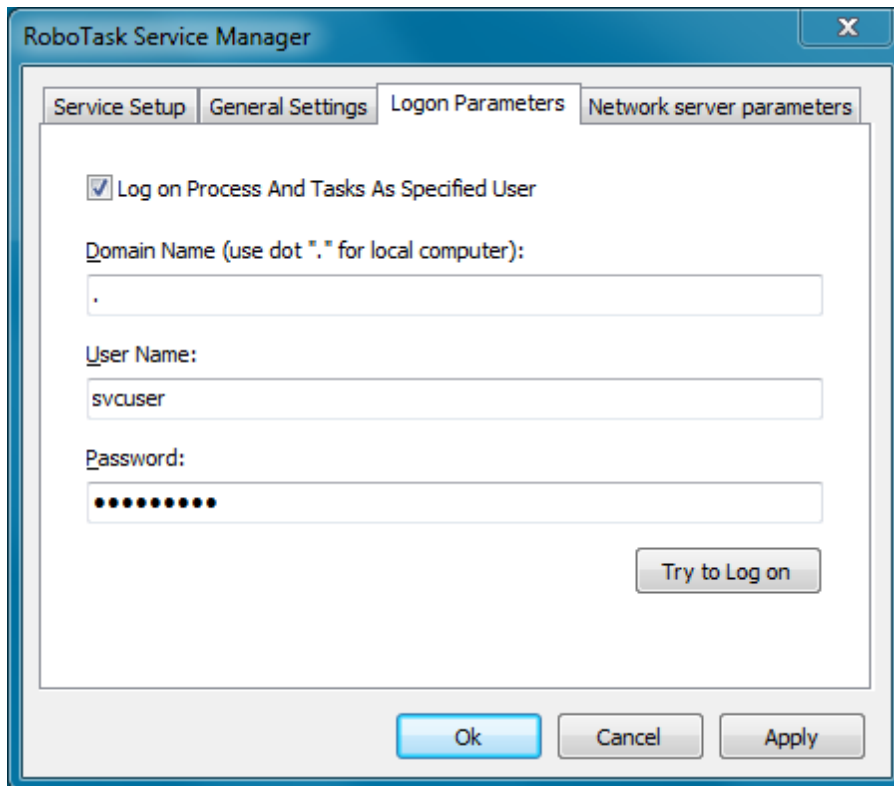 RoboTask Service Manager
Service Setup General Settings Logon Parameters Network server parameters
Log on Process And Tasks As Specified User
Domain Name (use dot "." for local computer):
.
User Name:
svcuser
Password:
●●●●●●●●●
Try to Log on
Ok Cancel Apply